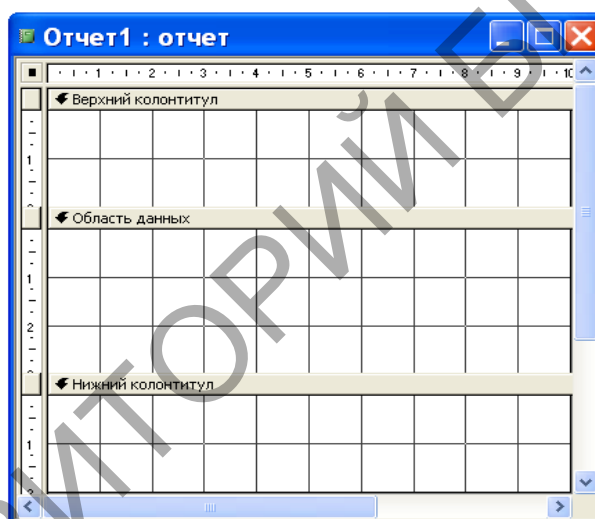 Отчет1 : отчет
1 2 3 4 5 6 7 8 9 10
Верхний колонтитул
1
Область данных
1
2
Нижний колонтитул
1